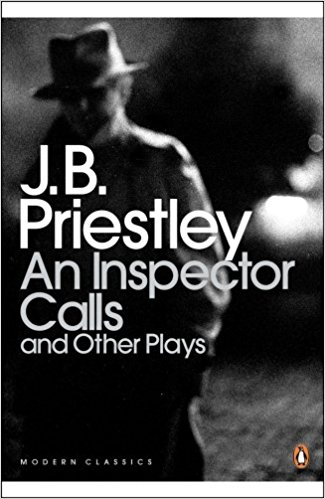 J.B.
Priestley
An Inspector
Calls
and Other Plays
MODERN CLASSICS